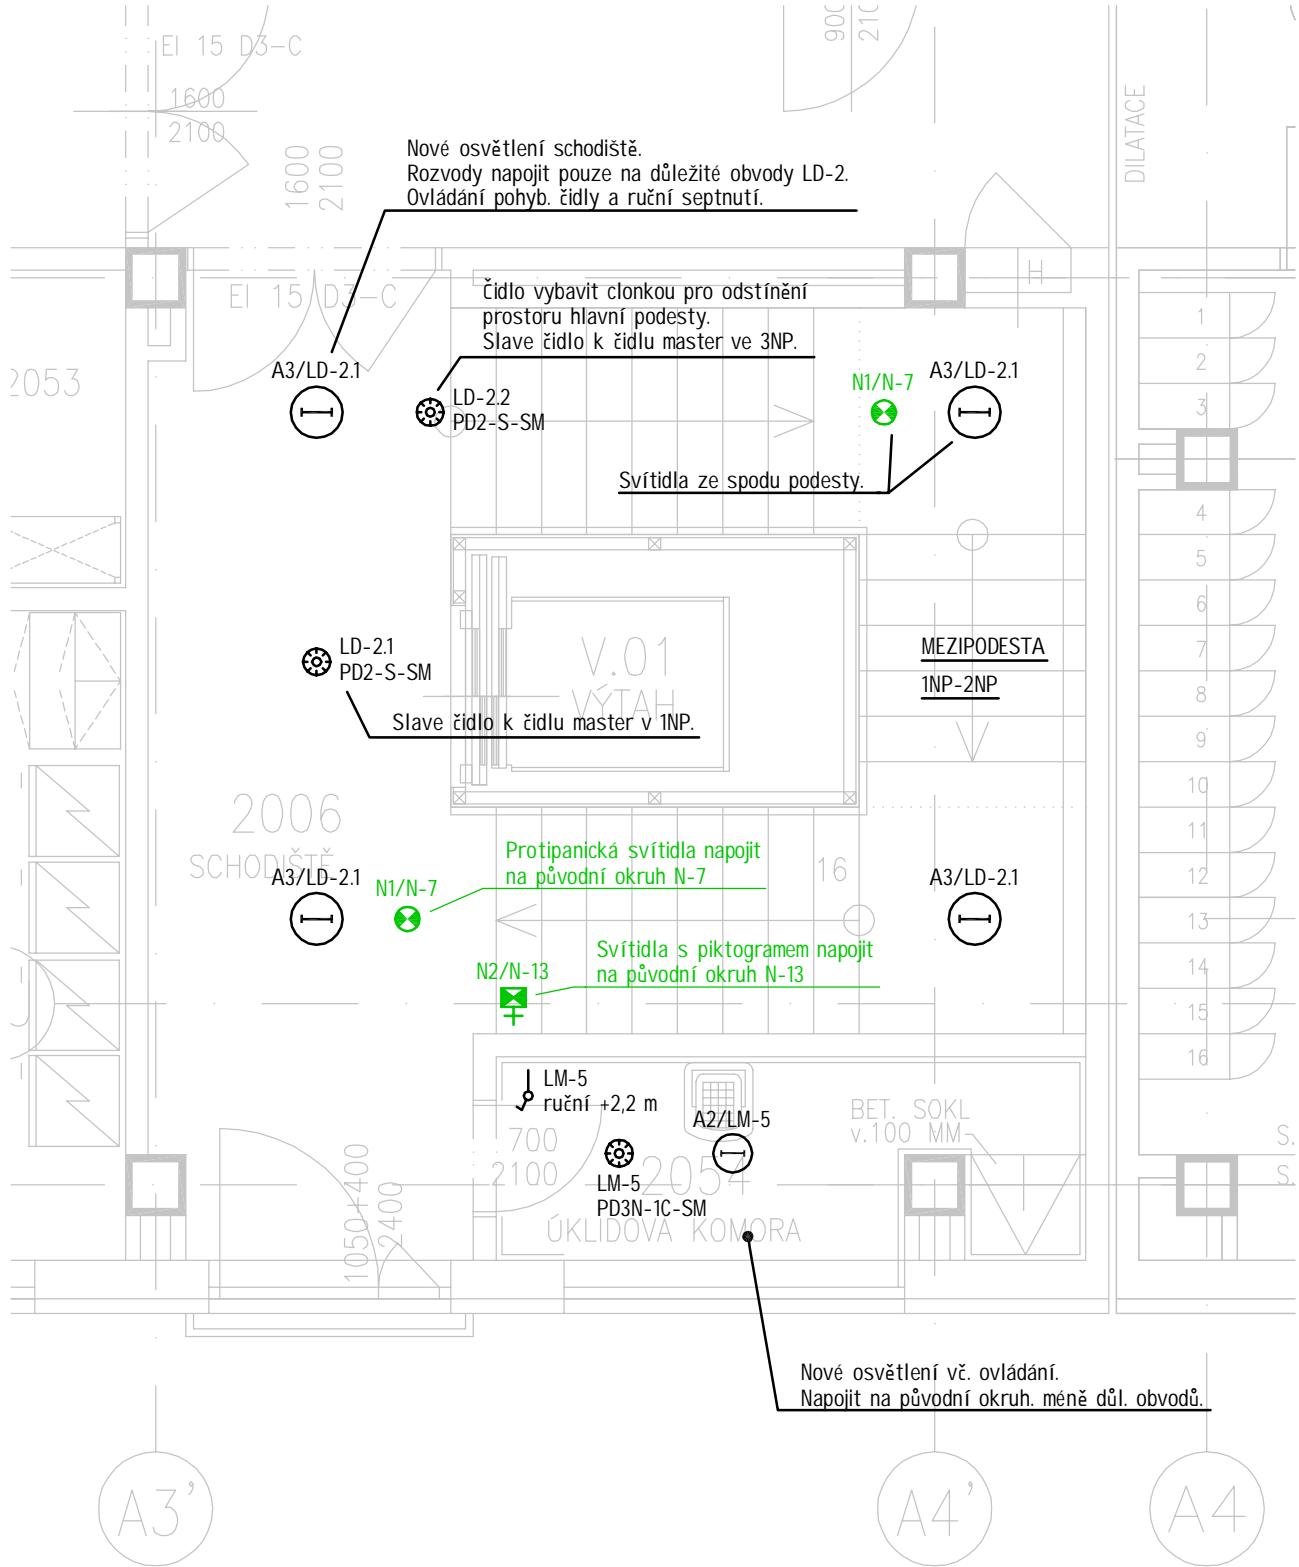 EI 15 D3-C
1600
2100
1600
2100
900
DILATACE
Nové osvětlení schodiště.
Rozvody napojit pouze na důležité obvody LD-2.
Ovládání pohyb. čidly a ruční septnutí.
EI 15 D3-C
H
Čidlo vybavit clonkou pro odstínění
prostoru hlavní podesty.
Slave čidlo k čidlu master ve 3NP.
2053
A3/LD-2.1
LD-2.2
PD2-S-SM
N1/N-7
A3/LD-2.1
Svítidla ze spodu podesty.
1
2
3
4
5
6
7
8
9
10
11
12
13
14
15
16
LD-2.1
PD2-S-SM
V.01
VÝTAH
MEZIPODESTA
1NP-2NP
Slave čidlo k čidlu master v 1NP.
2006
SCHODIŠTĚ
A3/LD-2.1
N1/N-7
Protipanická svítidla napojit
na původní okruh N-7
16
A3/LD-2.1
Svítidla s piktogramem napojit
na původní okruh N-13
N2/N-13
LM-5
ruční +2,2 m
700
2100
A2/LM-5
BET. SOKL
v.100 MM
LM-5
PD3N-1C-SM
2054
ÚKLIDOVÁ KOMORA
1050+400
2400
S.
S.
Nové osvětlení vč. ovládání.
Napojit na původní okruh. méně důl. obvodů.
A3'
A4'
A4